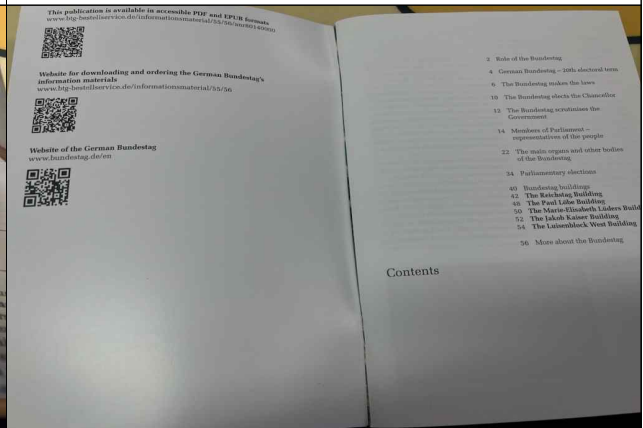 This publication is available in accessible PDF and EPUB formats
Website for downloading and ordering the German Bundestag's
information materials
www.btg-bestellservice.de/informationsmaterial/55/56
Website of the German Bundestag
www.bundestag.de/en
3 Role of the Bundestag
4 German Bundestag – 20th electoral term
6 The Bundestag makes the laws
10 The Bundestag elects the Chancellor
12 The Bundestag scrutinises the
Government
14 Members of Parliament –
representatives of the people
22 The main organs and other bodies
of the Bundestag
34 Parliamentary elections
40 Bundestag buildings
42 The Reichstag Building
48 The Paul Löbe Building
50 The Marie-Elisabeth Lüders Build
52 The Jakob Kaiser Building
54 The Luisenblock West Building
56 More about the Bundestag
Contents